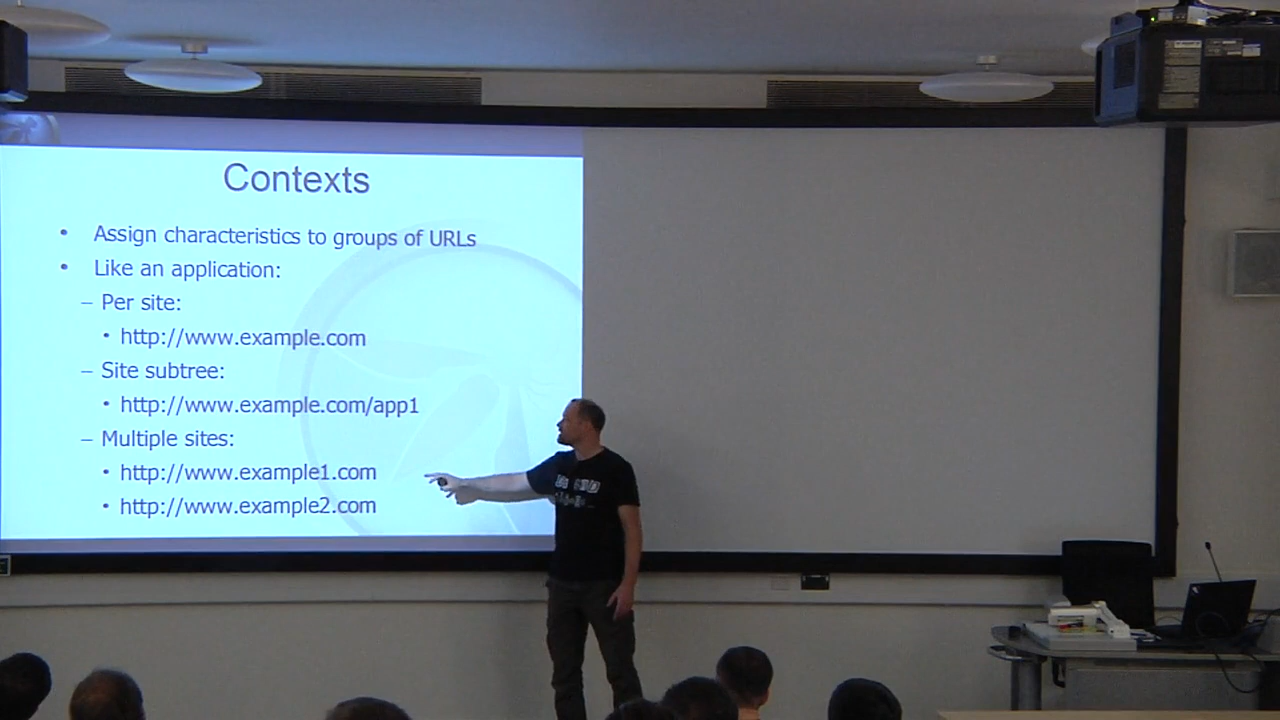 Contexts
• Assign characteristics to groups of URLs
• Like an application:
– Per site:
• http://www.example.com
– Site subtree:
• http://www.example.com/app1
– Multiple sites:
• http://www.example1.com
• http://www.example2.com